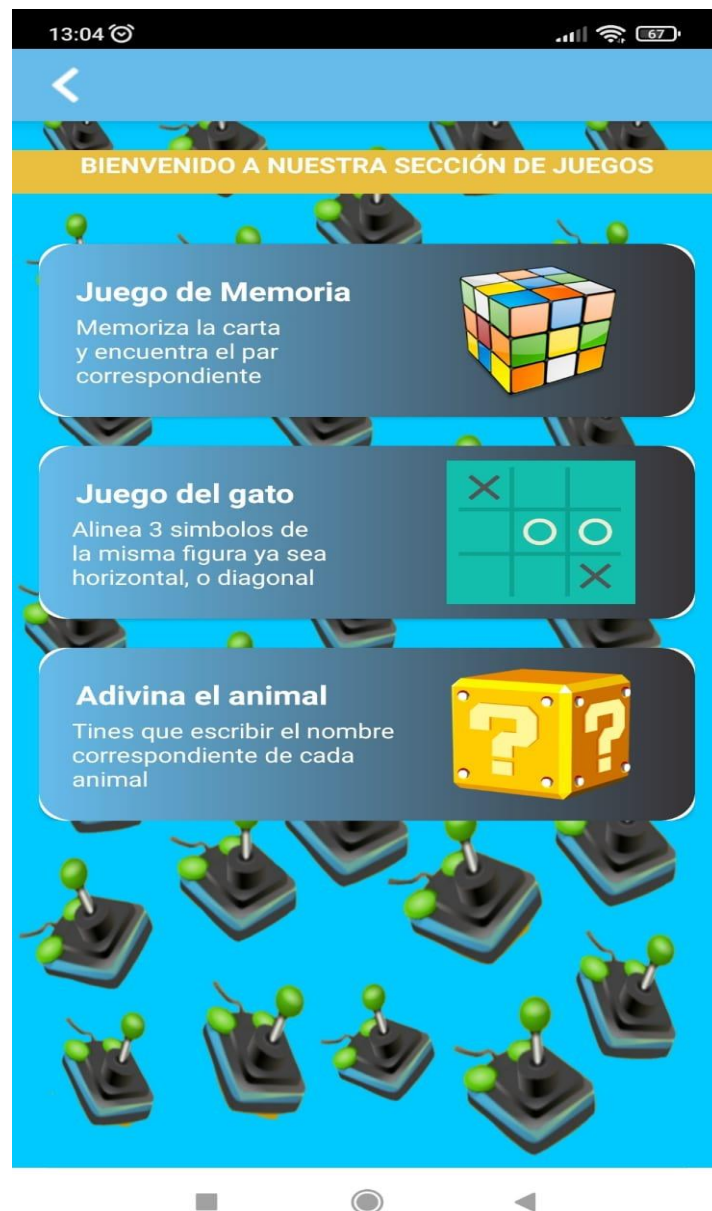 13:04
67
BIENVENIDO A NUESTRA SECCIÓN DE JUEGOS
Juego de Memoria
Memoriza la carta
y encuentra el par
correspondiente
Juego del gato
Alinea 3 simbolos de
la misma figura ya sea
horizontal, o diagonal
Adivina el animal
Tines que escribir el nombre
correspondiente de cada
animal
? ?